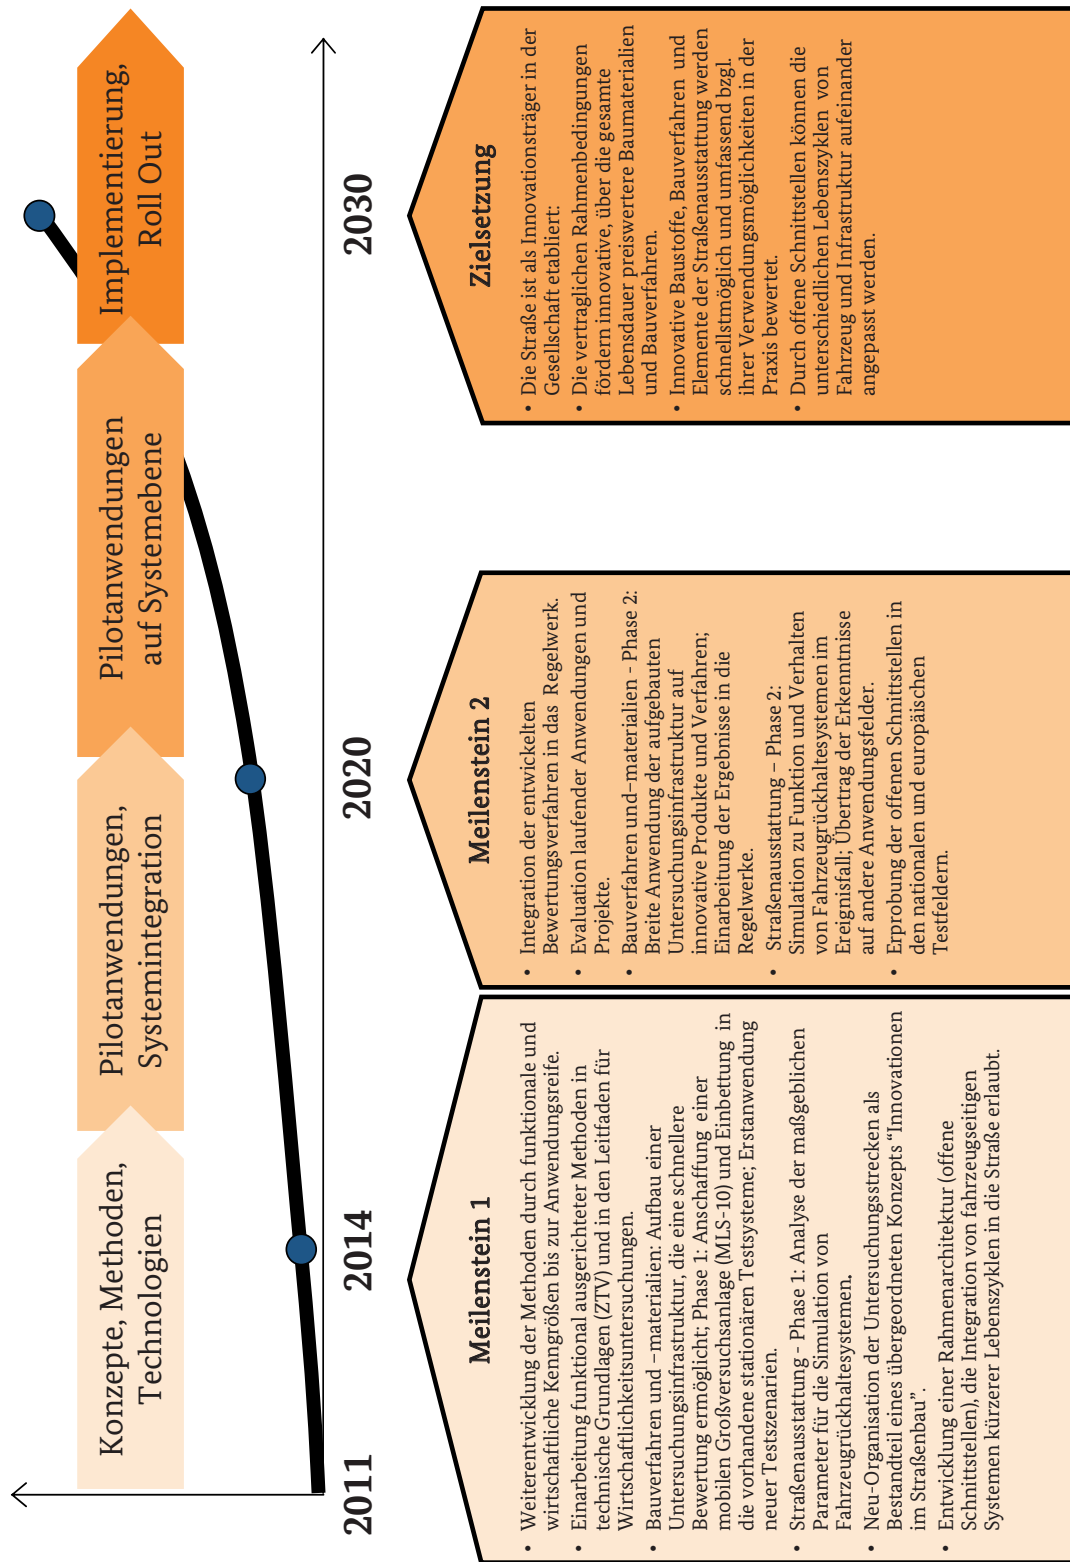 Konzepte, Methoden,
Technologien
Pilotanwendungen,
Systemintegration
Pilotanwendungen
auf Systemebene
Implementierung,
Roll Out
2011
2014
2020
2030
Meilenstein 1
• Weiterentwicklung der Methoden durch funktionale und
wirtschaftliche Kenngrößen bis zur Anwendungsreife.
• Einarbeitung funktional ausgerichteter Methoden in
technische Grundlagen (ZTV) und in den Leitfaden für
Wirtschaftlichkeitsuntersuchungen.
• Bauverfahren und –materialien: Aufbau einer
Untersuchungsinfrastruktur, die eine schnellere
Bewertung ermöglicht; Phase 1: Anschaffung einer
mobilen Großversuchsanlage (MLS-10) und Einbettung in
die vorhandene stationären Testsysteme; Erstanwendung
neuer Testszenarien.
• Straßenausstattung - Phase 1: Analyse der maßgeblichen
Parameter für die Simulation von
Fahrzeugrückhaltesystemen.
• Neu-Organisation der Untersuchungsstrecken als
Bestandteil eines übergeordneten Konzepts “Innovationen
im Straßenbau”.
• Entwicklung einer Rahmenarchitektur (offene
Schnittstellen), die Integration von fahrzeugseitigen
Systemen kürzerer Lebenszyklen in die Straße erlaubt.
Meilenstein 2
• Integration der entwickelten
Bewertungsverfahren in das Regelwerk.
• Evaluation laufender Anwendungen und
Projekte.
• Bauverfahren und–materialien - Phase 2:
Breite Anwendung der aufgebauten
Untersuchungsinfrastruktur auf
innovative Produkte und Verfahren;
Einarbeitung der Ergebnisse in die
Regelwerke.
• Straßenausstattung – Phase 2:
Simulation zu Funktion und Verhalten
von Fahrzeugrückhaltesystemen im
Ereignisfall; Übertrag der Erkenntnisse
auf andere Anwendungsfelder.
• Erprobung der offenen Schnittstellen in
den nationalen und europäischen
Testfeldern.
Zielsetzung
• Die Straße ist als Innovationsträger in der
Gesellschaft etabliert:
• Die vertraglichen Rahmenbedingungen
fördern innovative, über die gesamte
Lebensdauer preiswertere Baumaterialien
und Bauverfahren.
• Innovative Baustoffe, Bauverfahren und
Elemente der Straßenausstattung werden
schnellstmöglich und umfassend bzgl.
ihrer Verwendungsmöglichkeiten in der
Praxis bewertet.
• Durch offene Schnittstellen können die
unterschiedlichen Lebenszyklen von
Fahrzeug und Infrastruktur aufeinander
angepasst werden.